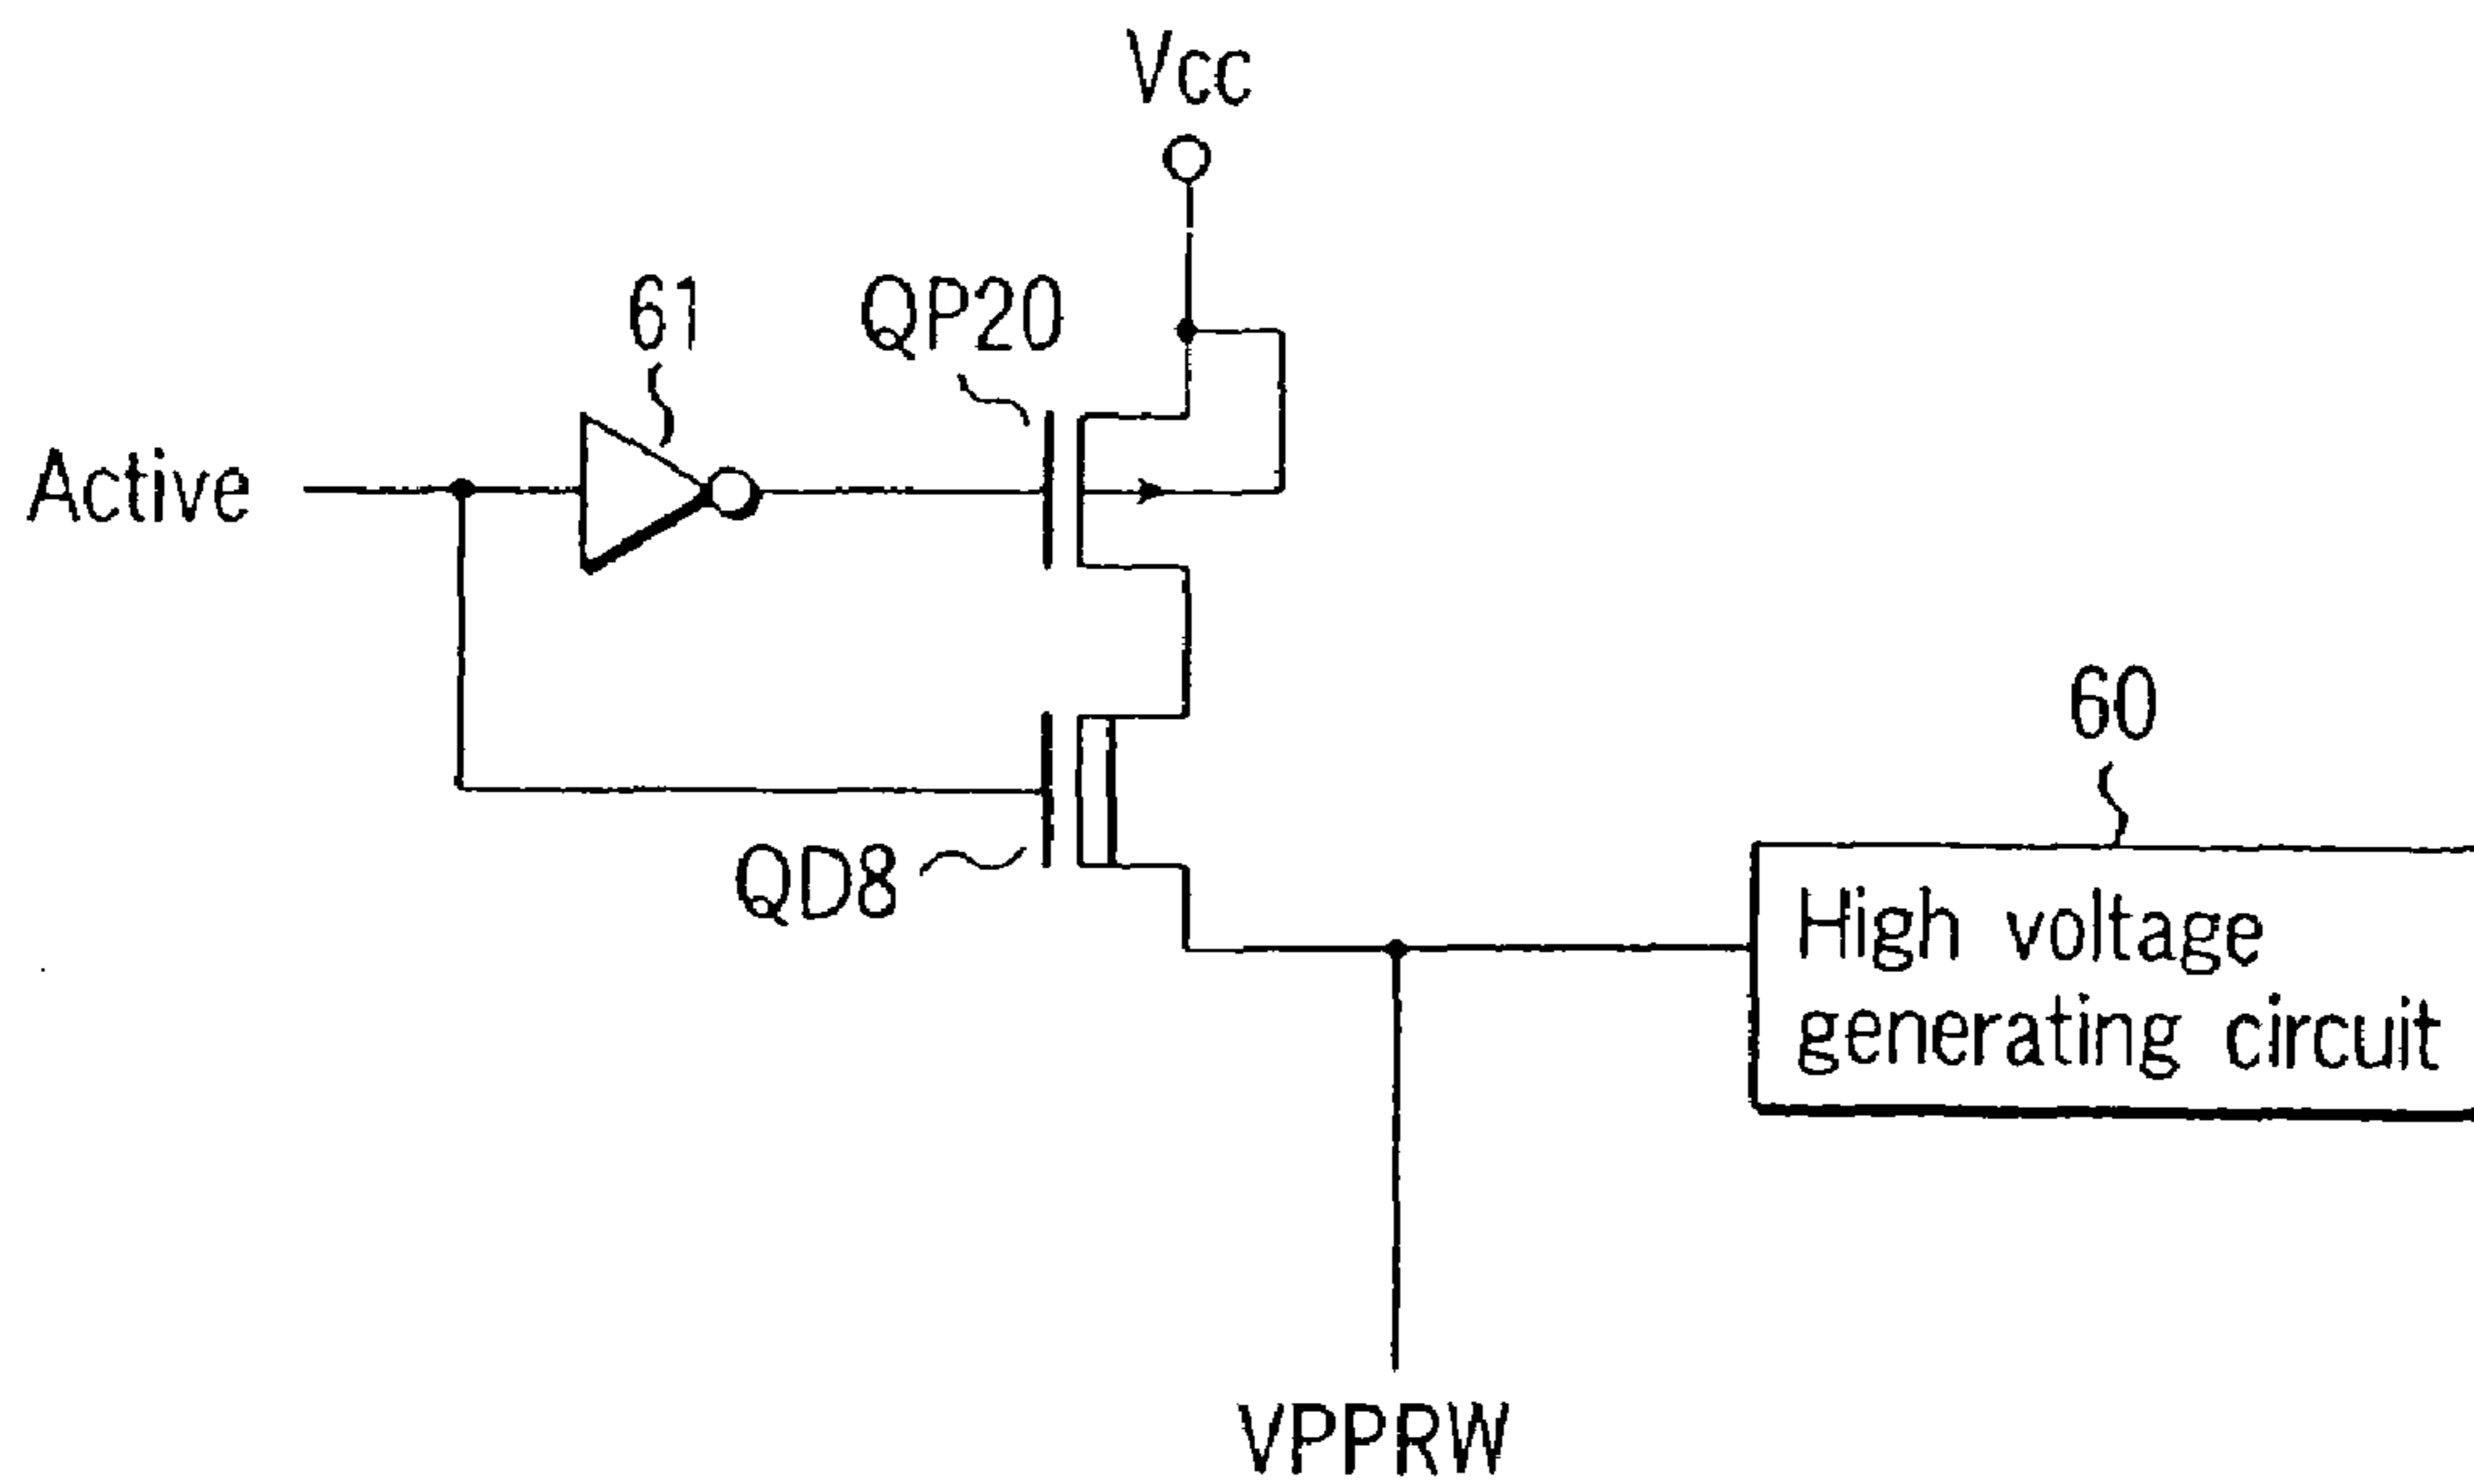 Vcc
61
QP20
Active
60
QD8
High voltage
generating circuit
VPPRW